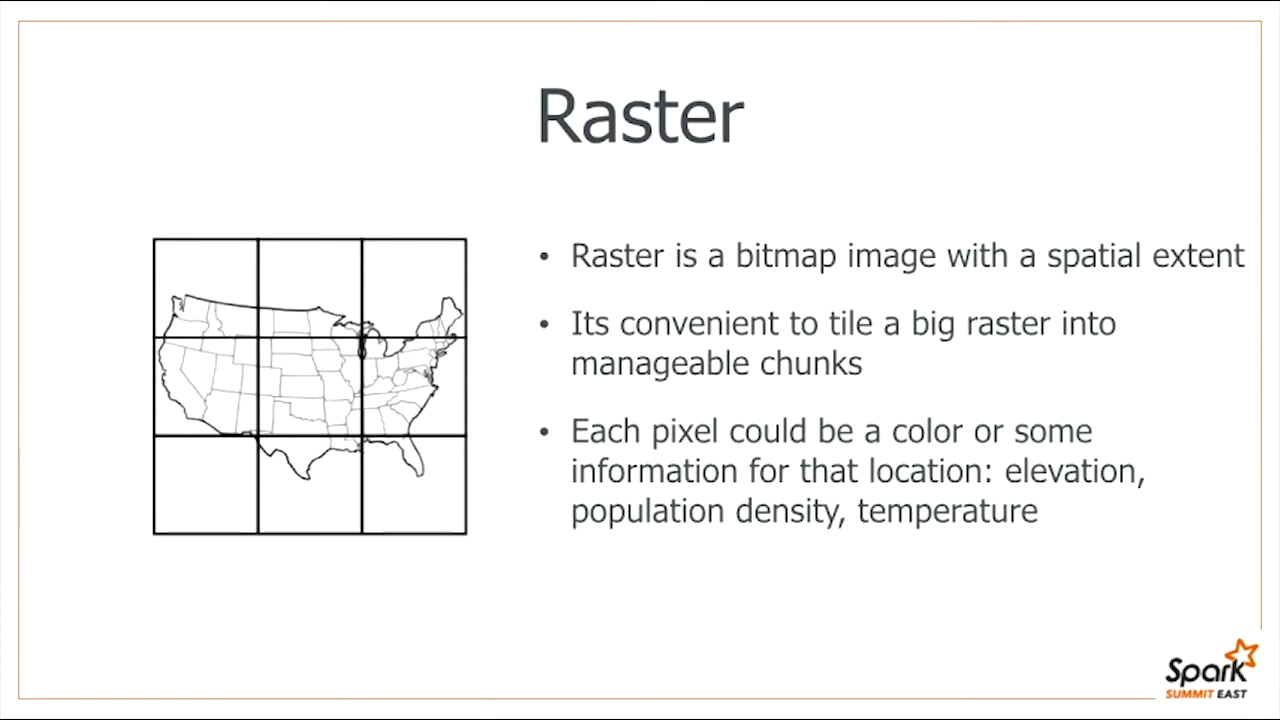 Raster
• Raster is a bitmap image with a spatial extent
• Its convenient to tile a big raster into
manageable chunks
• Each pixel could be a color or some
information for that location: elevation,
population density, temperature
Spark
SUMMIT EAST